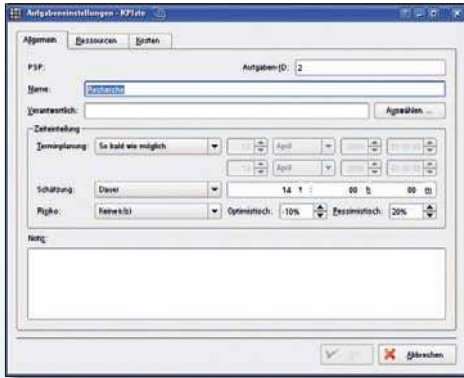 Aufgabeneinstellungen - KPlato
Allgemein Ressourcen Kosten
PSP: Aufgaben-ID: 2
Name: Recherche
Verantwortlich: Auswählen ...
Zeiteinteilung
Terminplanung: So bald wie möglich April
April
Schätzung: Dauer 14 T : 00 h 00 m
Risiko: Keine(r/s) Optimistisch: -10% Pessimistisch: 20%
Notiz:
Abbrechen